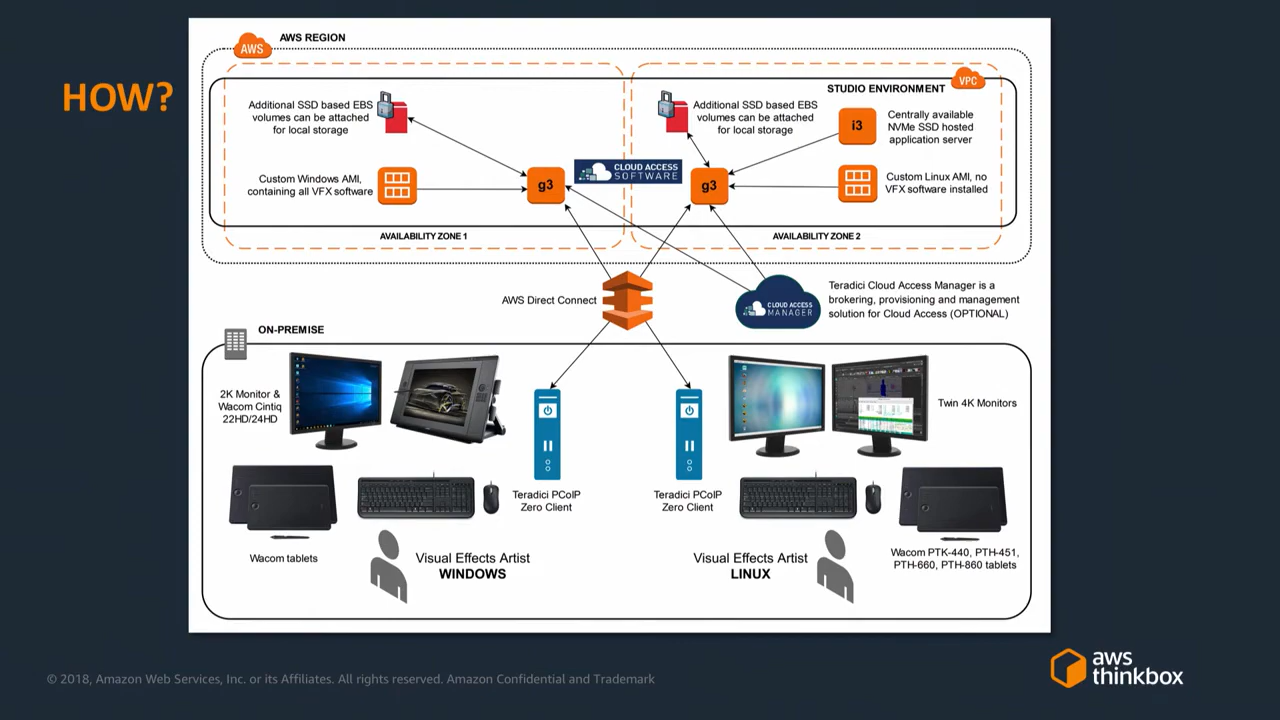 HOW?
AWS REGION
AWS
VPC
STUDIO ENVIRONMENT
Additional SSD based EBS
volumes can be attached
for local storage
Additional SSD based EBS
volumes can be attached
for local storage
i3
Centrally available
NVMe SSD hosted
application server
Custom Windows AMI,
containing all VFX software
g3
CLOUD ACCESS
SOFTWARE
g3
Custom Linux AMI, no
VFX software installed
AVAILABILITY ZONE 1
AVAILABILITY ZONE 2
AWS Direct Connect
CLOUD ACCESS
MANAGER
Teradici Cloud Access Manager is a
brokering, provisioning and management
solution for Cloud Access (OPTIONAL)
ON-PREMISE
2K Monitor &
Wacom Cintiq
22HD/24HD
Twin 4K Monitors
Teradici PCoIP
Zero Client
Teradici PCoIP
Zero Client
Wacom tablets
Visual Effects Artist
WINDOWS
Visual Effects Artist
LINUX
Wacom PTK-440, PTH-451,
PTH-660, PTH-860 tablets
© 2018, Amazon Web Services, Inc. or its Affiliates. All rights reserved. Amazon Confidential and Trademark
aws
thinkbox